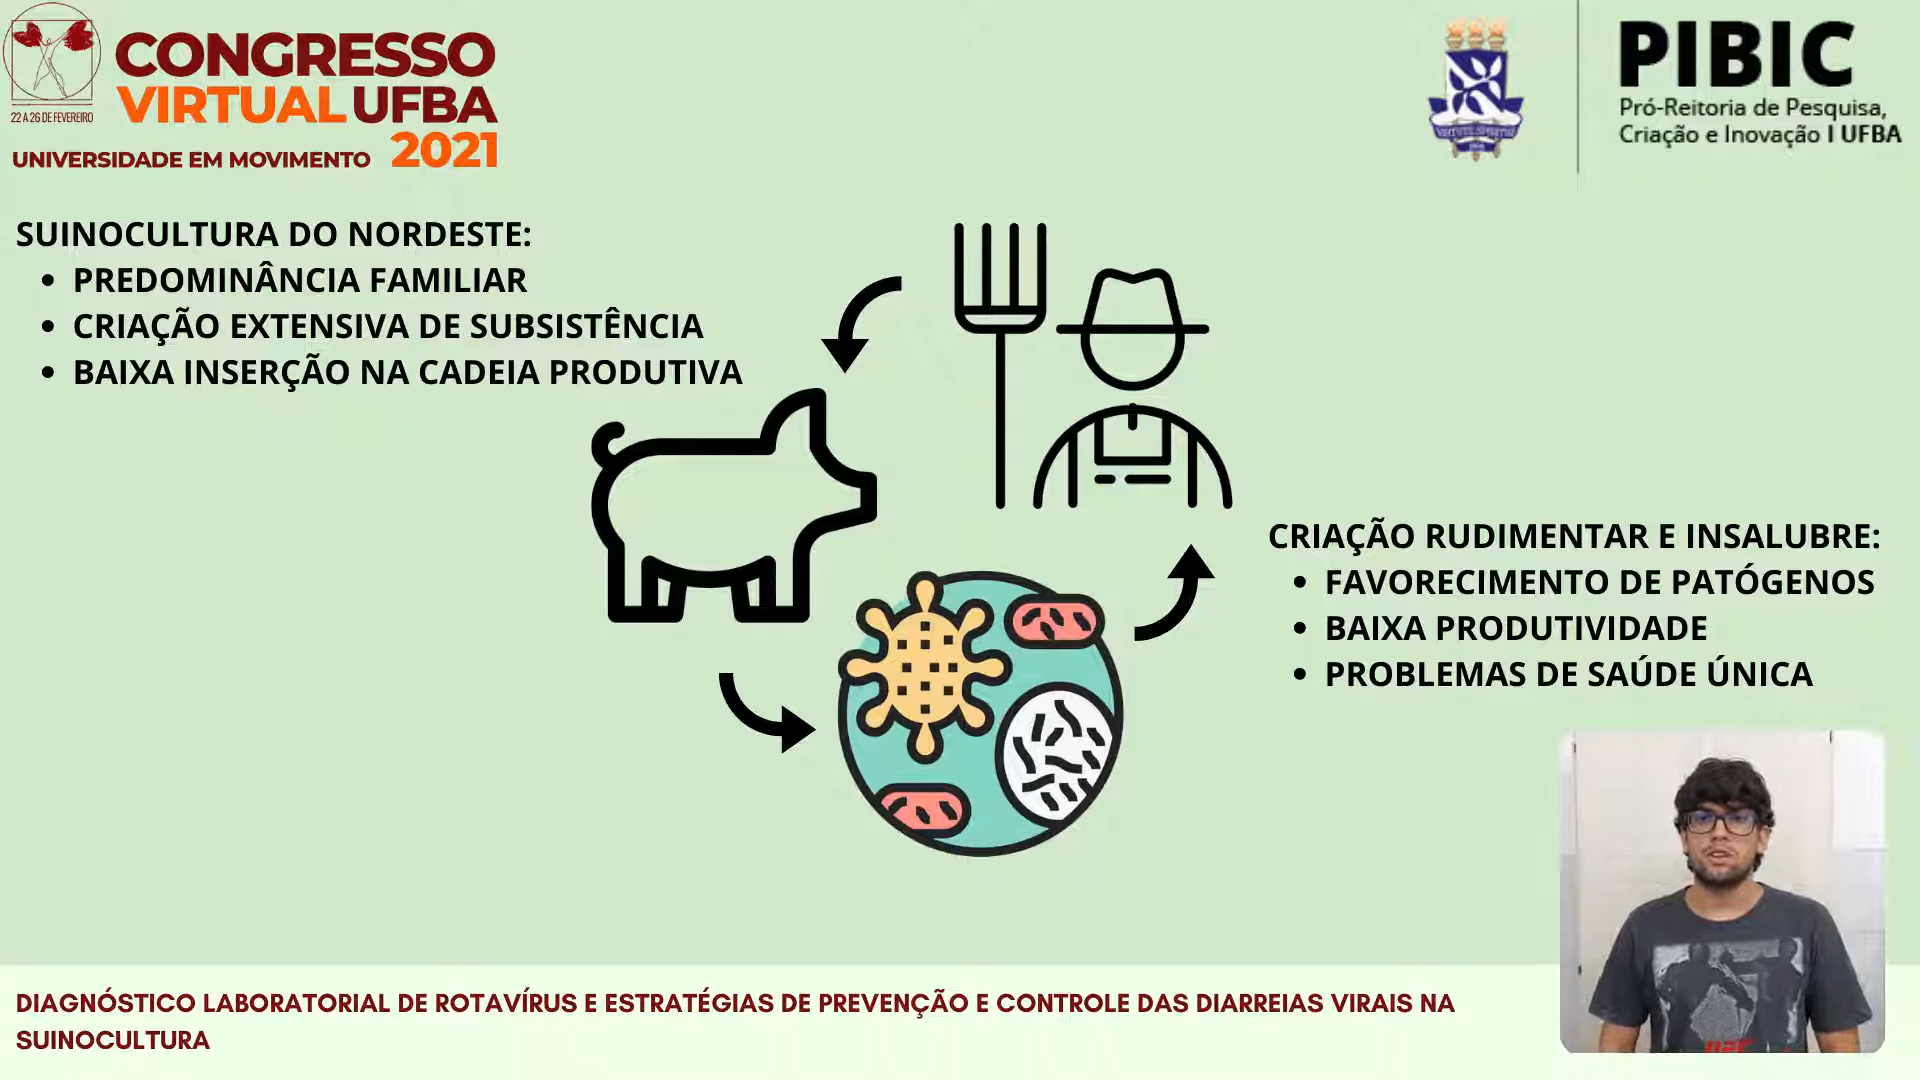 CONGRESSO
VIRTUAL UFBA
2021
22 A 26 DE FEVEREIRO
UNIVERSIDADE EM MOVIMENTO
PIBIC
Pró-Reitoria de Pesquisa,
Criação e Inovação I UFBA
SUINOCULTURA DO NORDESTE:
• PREDOMINÂNCIA FAMILIAR
• CRIAÇÃO EXTENSIVA DE SUBSISTÊNCIA
• BAIXA INSERÇÃO NA CADEIA PRODUTIVA
CRIAÇÃO RUDIMENTAR E INSALUBRE:
• FAVORECIMENTO DE PATÓGENOS
• BAIXA PRODUTIVIDADE
• PROBLEMAS DE SAÚDE ÚNICA
DIAGNÓSTICO LABORATORIAL DE ROTAVÍRUS E ESTRATÉGIAS DE PREVENÇÃO E CONTROLE DAS DIARREIAS VIRAIS NA
SUINOCULTURA